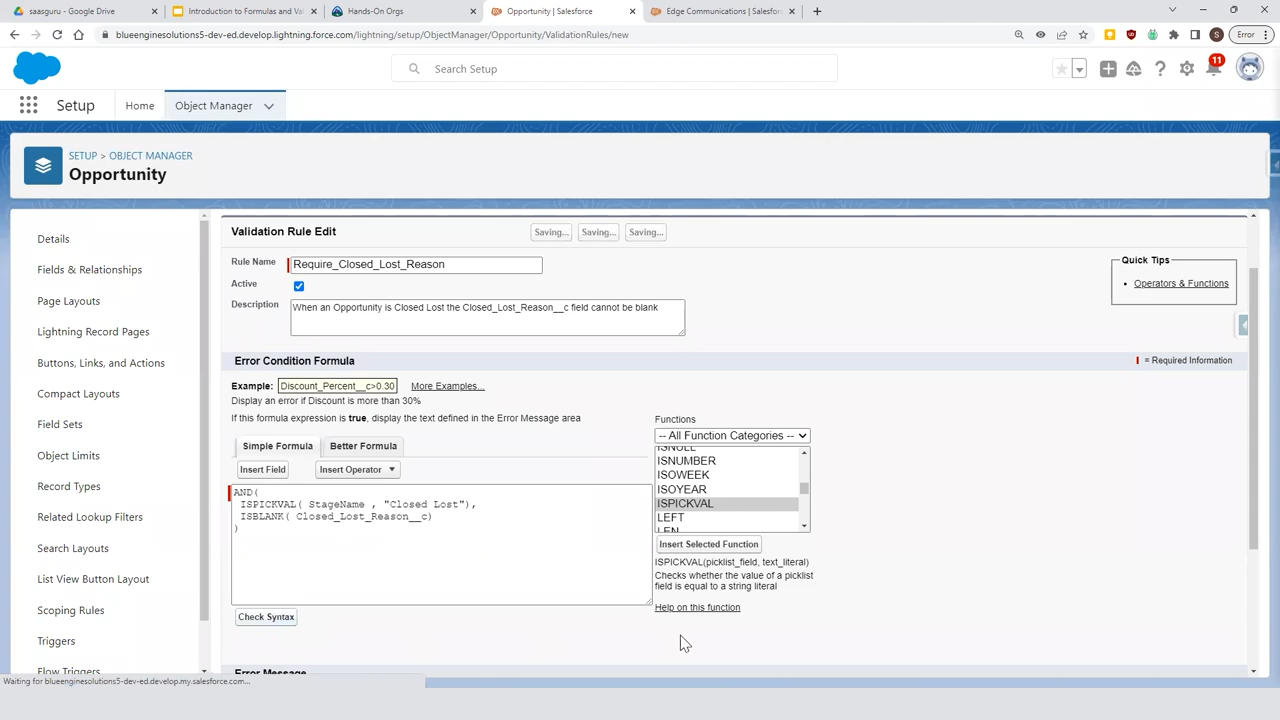 saasguru - Google Drive
Introduction to Formulas and Val
Hands-On Orgs
Opportunity | Salesforce
Edge Communications | Salesforc
blueenginesolutions5-dev-ed.develop.lightning.force.com/lightning/setup/ObjectManager/Opportunity/ValidationRules/new
S
Error
Search Setup
11
Setup
Home
Object Manager
SETUP > OBJECT MANAGER
Opportunity
Details
Fields & Relationships
Page Layouts
Lightning Record Pages
Buttons, Links, and Actions
Compact Layouts
Field Sets
Object Limits
Record Types
Related Lookup Filters
Search Layouts
List View Button Layout
Scoping Rules
Triggers
Flow Triggers
Validation Rule Edit
Saving... Saving... Saving...
Rule Name
Require_Closed_Lost_Reason
Active
Description
When an Opportunity is Closed Lost the Closed_Lost_Reason__c field cannot be blank
Quick Tips
• Operators & Functions
Error Condition Formula
= Required Information
Example: Discount_Percent__c>0.30 More Examples...
Display an error if Discount is more than 30%
If this formula expression is true, display the text defined in the Error Message area
Simple Formula
Better Formula
Insert Field
Insert Operator
AND(
ISPICKVAL( StageName , "Closed Lost"),
ISBLANK( Closed_Lost_Reason__c)
)
Check Syntax
Functions
-- All Function Categories --
ISNULL
ISNUMBER
ISOWEEK
ISOYEAR
ISPICKVAL
LEFT
LEN
Insert Selected Function
ISPICKVAL(picklist_field, text_literal)
Checks whether the value of a picklist
field is equal to a string literal
Help on this function
Error Message
Waiting for blueenginesolutions5-dev-ed.develop.my.salesforce.com...